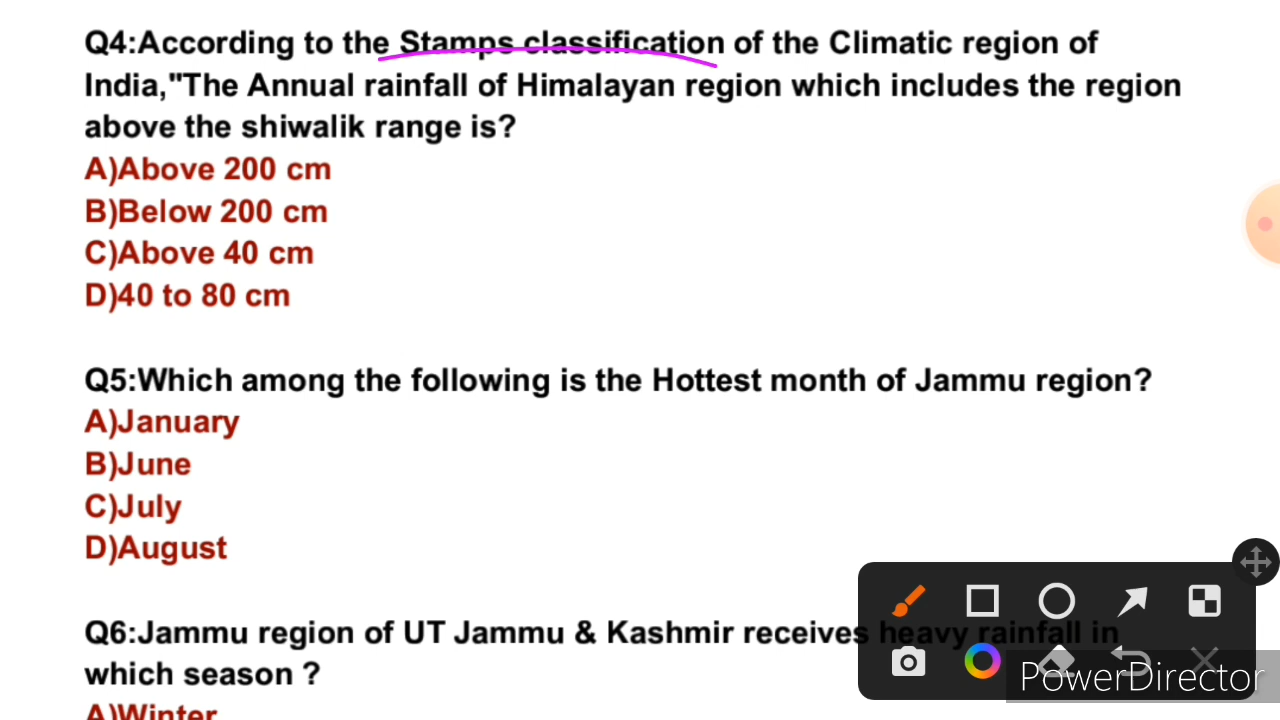 Q4:According to the Stamps classification of the Climatic region of
India,"The Annual rainfall of Himalayan region which includes the region
above the shiwalik range is?
A)Above 200 cm
B)Below 200 cm
C)Above 40 cm
D)40 to 80 cm
Q5:Which among the following is the Hottest month of Jammu region?
A)January
B)June
C)July
D)August
Q6:Jammu region of UT Jammu & Kashmir receives heavy rainfall in
which season ?
A)Winter
PowerDirector